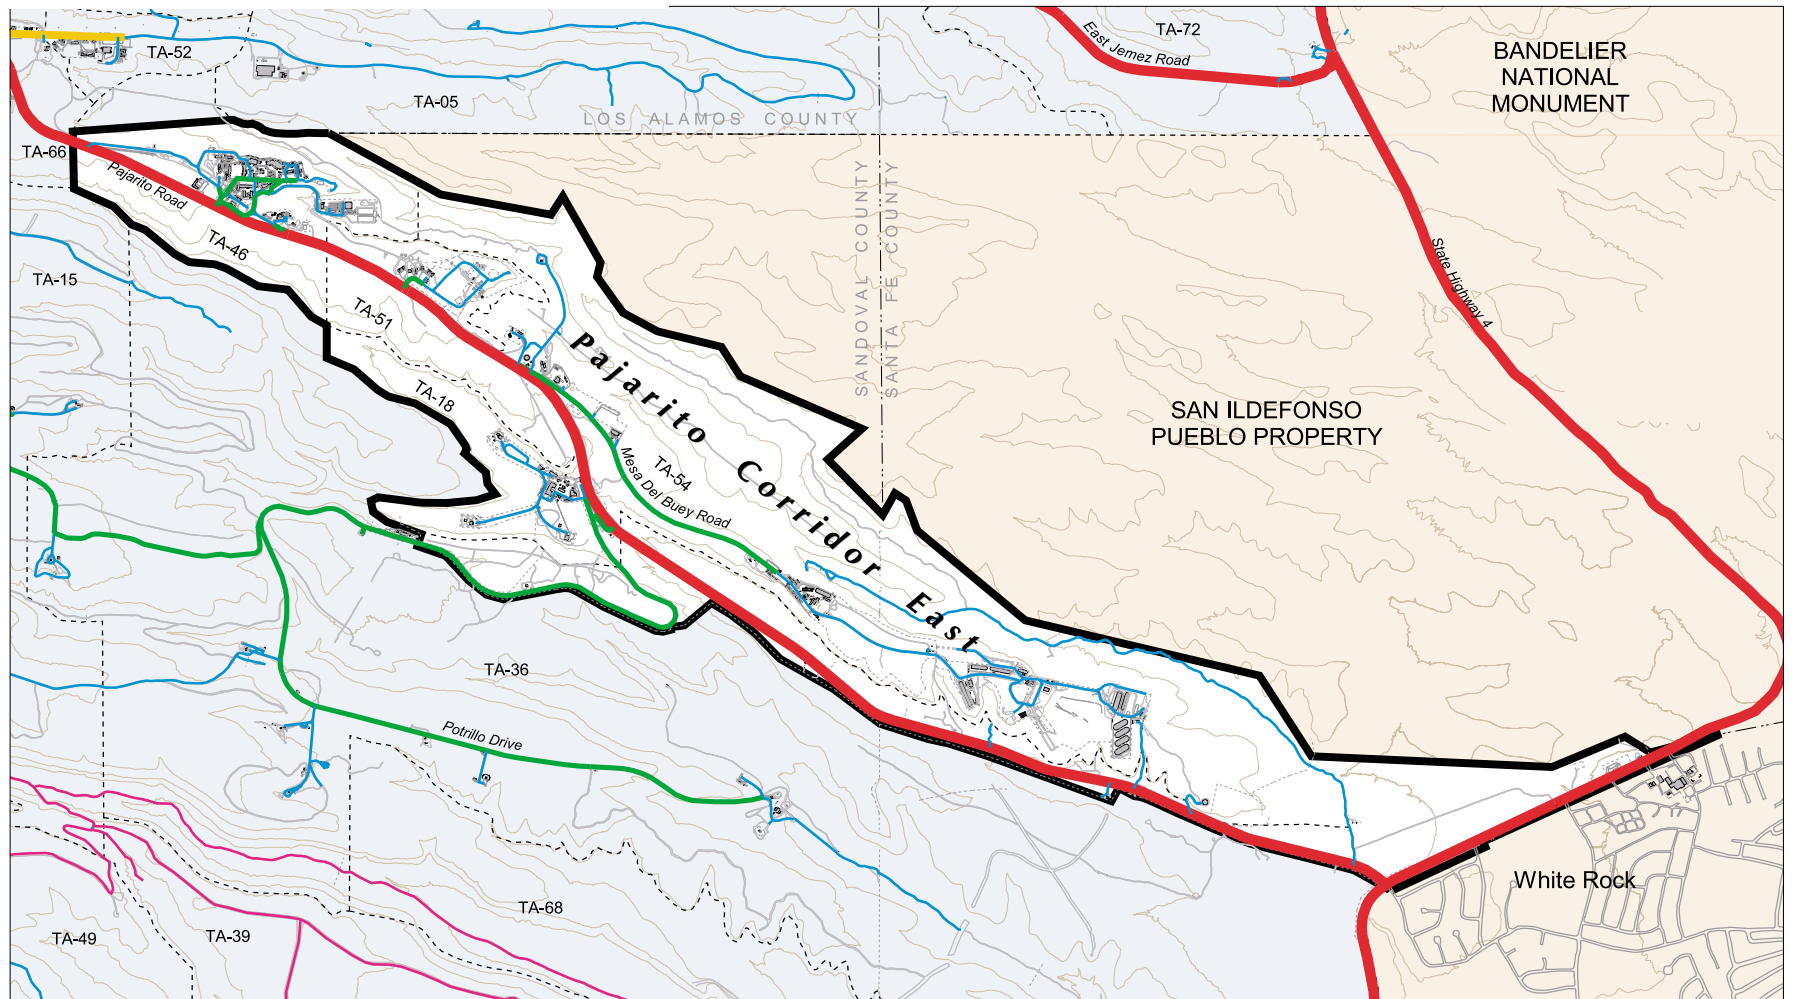 TA-72
East Jemez Road
BANDELIER
NATIONAL
MONUMENT
TA-52
TA-05
LOS ALAMOS COUNTY
TA-66
Pajarito Road
SANDOVAL COUNTY
SANTA FE COUNTY
TA-46
State Highway 4
TA-15
TA-51
Pajarito Corridor East
TA-18
SAN ILDEFONSO
PUEBLO PROPERTY
TA-54
Mesa Del Buey Road
TA-36
Potrillo Drive
White Rock
TA-68
TA-49
TA-39